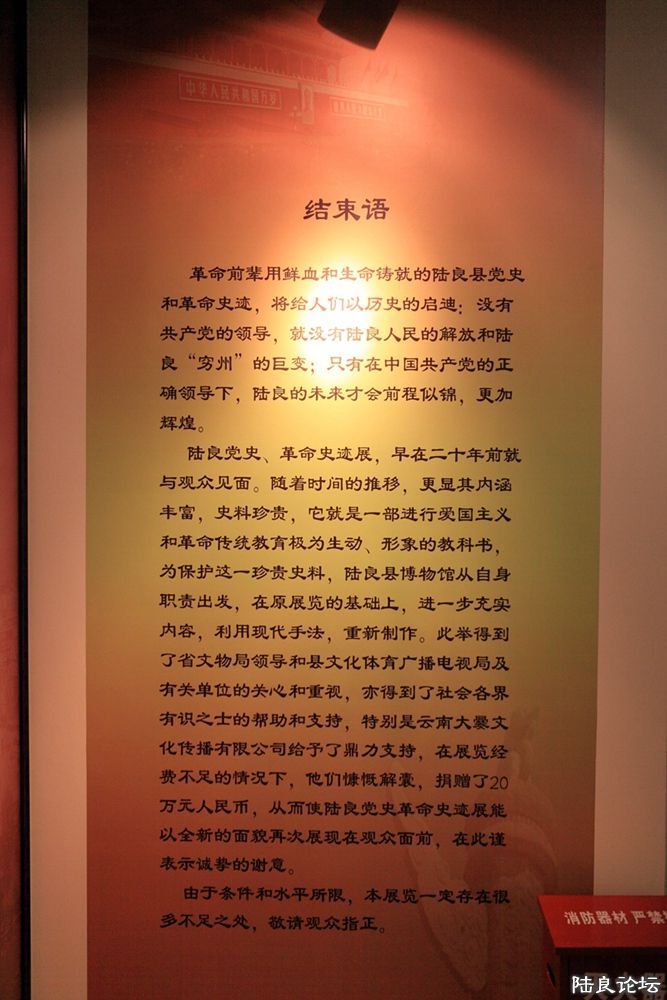 中华人民共和国万岁
结束语
革命前辈用鲜血和生命铸就的陆良县党史
和革命史迹，将给人们以历史的启迪：没有
共产党的领导，就没有陆良人民的解放和陆
良“穷州”的巨变；只有在中国共产党的正
确领导下，陆良的未来才会前程似锦，更加
辉煌。
陆良党史、革命史迹展，早在二十年前就
与观众见面。随着时间的推移，更显其内涵
丰富，史料珍贵，它就是一部进行爱国主义
和革命传统教育极为生动、形象的教科书，
为保护这一珍贵史料，陆良县博物馆从自身
职责出发，在原展览的基础上，进一步充实
内容，利用现代手法，重新制作。此举得到
了省文物局领导和县文化体育广播电视局及
有关单位的关心和重视，亦得到了社会各界
有识之士的帮助和支持，特别是云南大爨文
化传播有限公司给予了鼎力支持，在展览经
费不足的情况下，他们慷慨解囊，捐赠了20
万元人民币，从而使陆良党史革命史迹展能
以全新的面貌再次展现在观众面前，在此谨
表示诚挚的谢意。
由于条件和水平所限，本展览一定存在很
多不足之处，敬请观众指正。
消防器材 严禁
陆良论坛